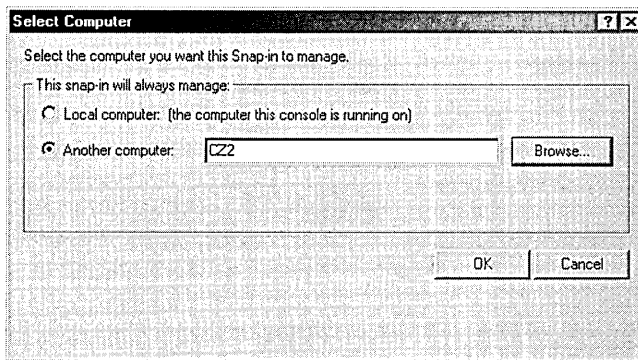 Select Computer
Select the computer you want this Snap-in to manage.
This snap-in will always manage:
Local computer: (the computer this console is running on)
Another computer: CZ2 Browse...
OK Cancel